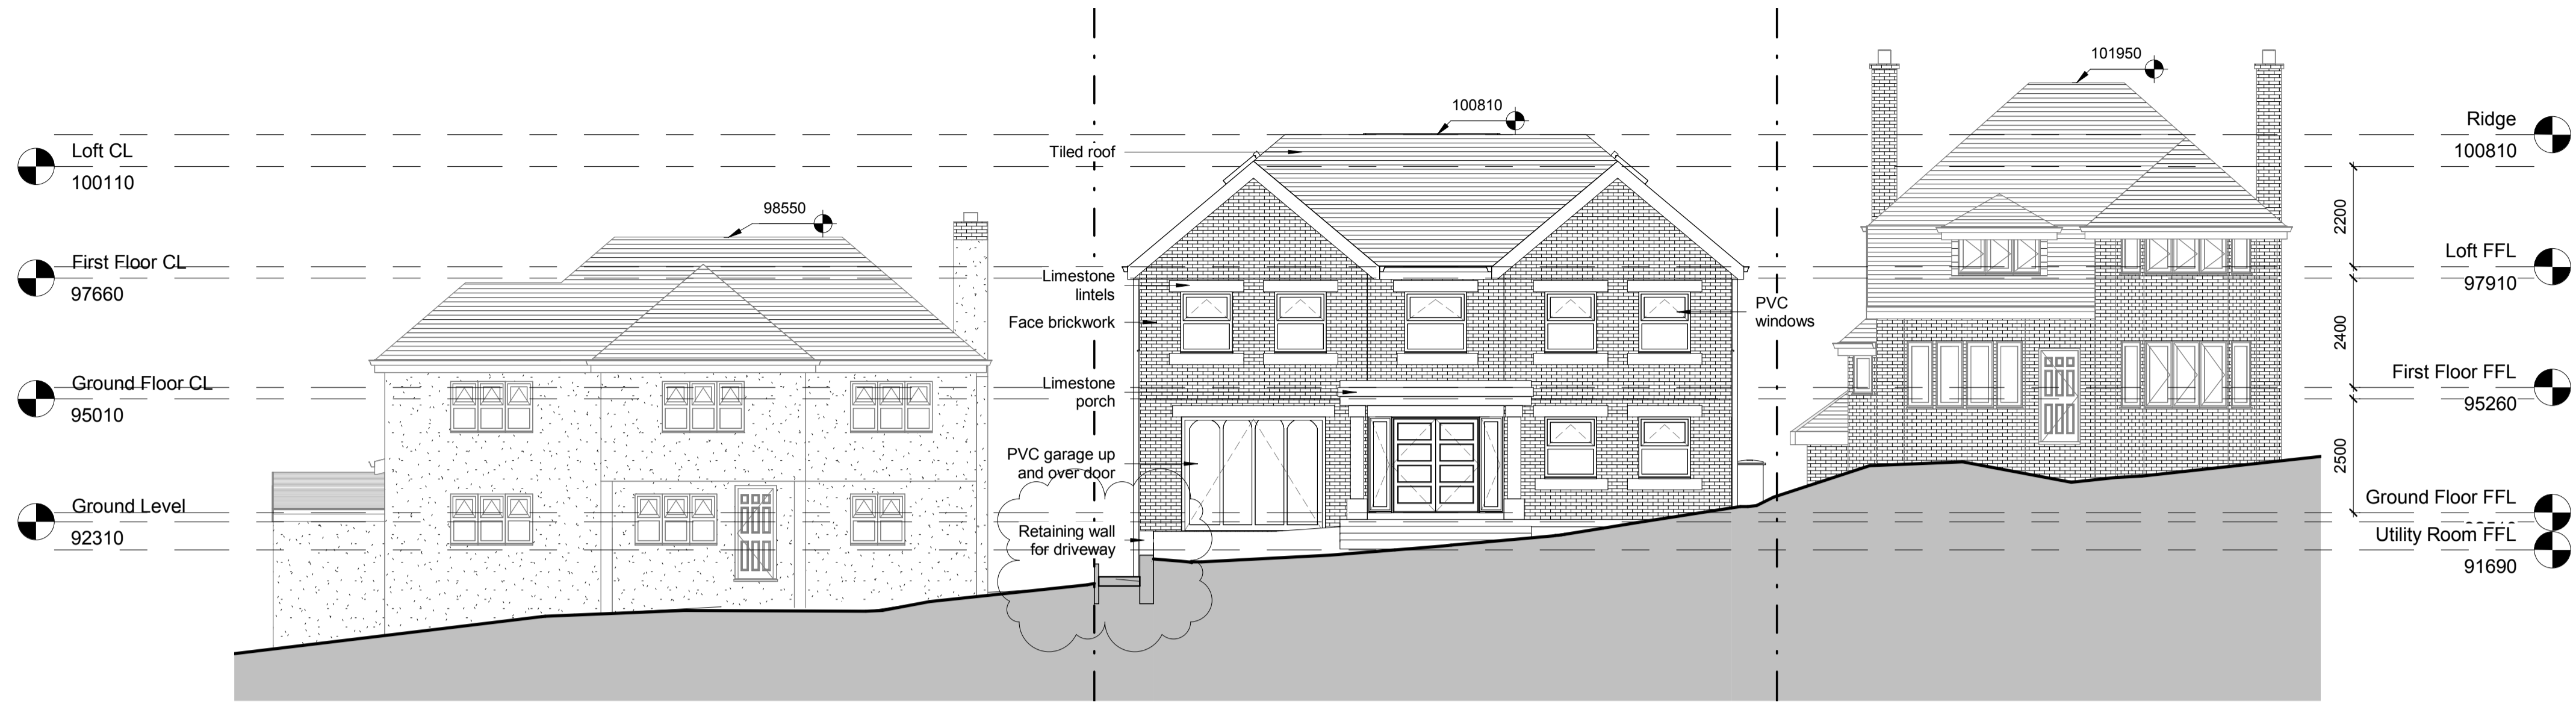 101950
100810
Ridge
100810
Tiled roof
Loft CL
100110
98550
2200
Loft FFL
97910
First Floor CL
97660
Limestone
lintels
PVC
windows
Face brickwork
2400
First Floor FFL
95260
Ground Floor CL
95010
Limestone
porch
PVC garage up
and over door
2500
Ground Floor FFL
Ground Level
92310
Retaining wall
for driveway
Utility Room FFL
91690